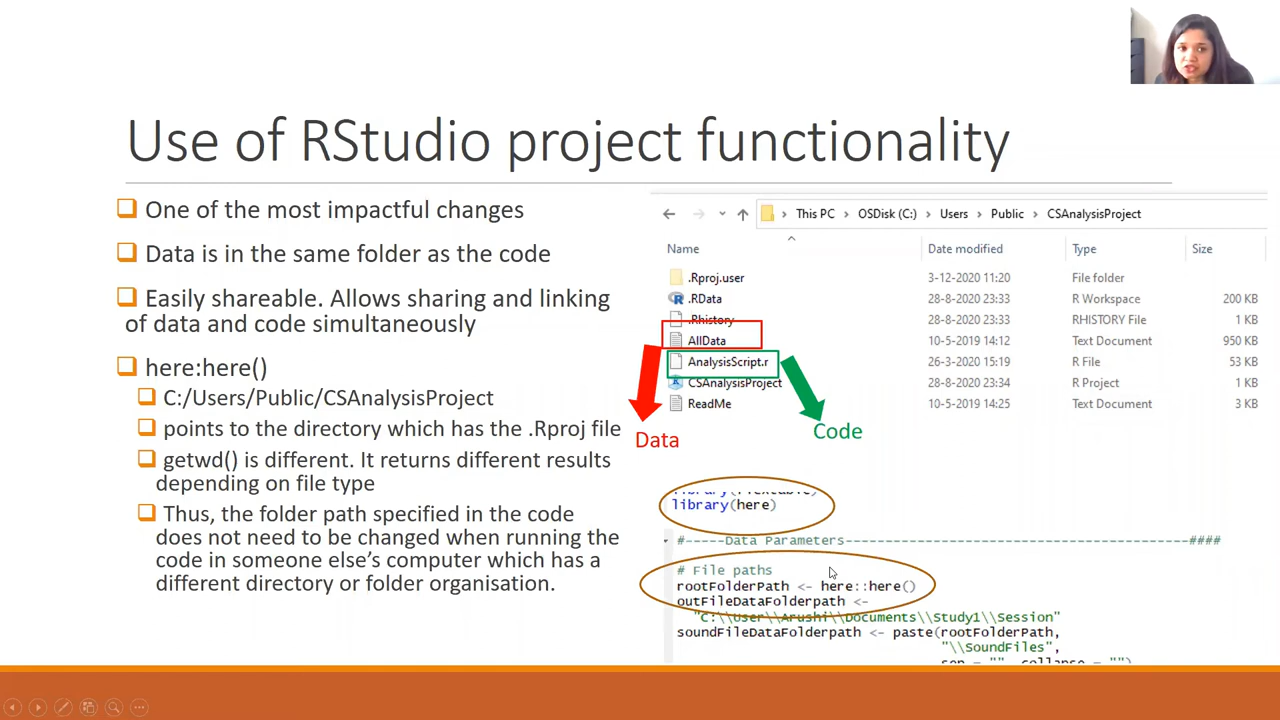 Use of RStudio project functionality
One of the most impactful changes
Data is in the same folder as the code
Easily shareable. Allows sharing and linking
of data and code simultaneously
here:here()
C:/Users/Public/CSAnalysisProject
points to the directory which has the .Rproj file
getwd() is different. It returns different results
depending on file type
Thus, the folder path specified in the code
does not need to be changed when running the
code in someone else's computer which has a
different directory or folder organisation.
This PC > OSDisk (C:) > Users > Public > CSAnalysisProject
Name Date modified Type Size
.Rproj.user 3-12-2020 11:20 File folder
.RData 28-8-2020 23:33 R Workspace 200 KB
.Rhistory 28-8-2020 23:33 RHISTORY File 1 KB
AllData 10-5-2019 14:12 Text Document 950 KB
AnalysisScript.r 26-3-2020 15:19 R File 53 KB
CSAnalysisProject 28-8-2020 23:34 R Project 1 KB
ReadMe 10-5-2019 14:25 Text Document 3 KB
Data
Code
library(flextable)
library(here)
#-----Data Parameters-------------------------------------------####
# File paths
rootFolderPath <- here::here()
outFileDataFolderpath <-
"C:\\User\\Arushi\\Documents\\Study1\\Session"
soundFileDataFolderpath <- paste(rootFolderPath,
"\\SoundFiles",
sep = "", collapse = "")